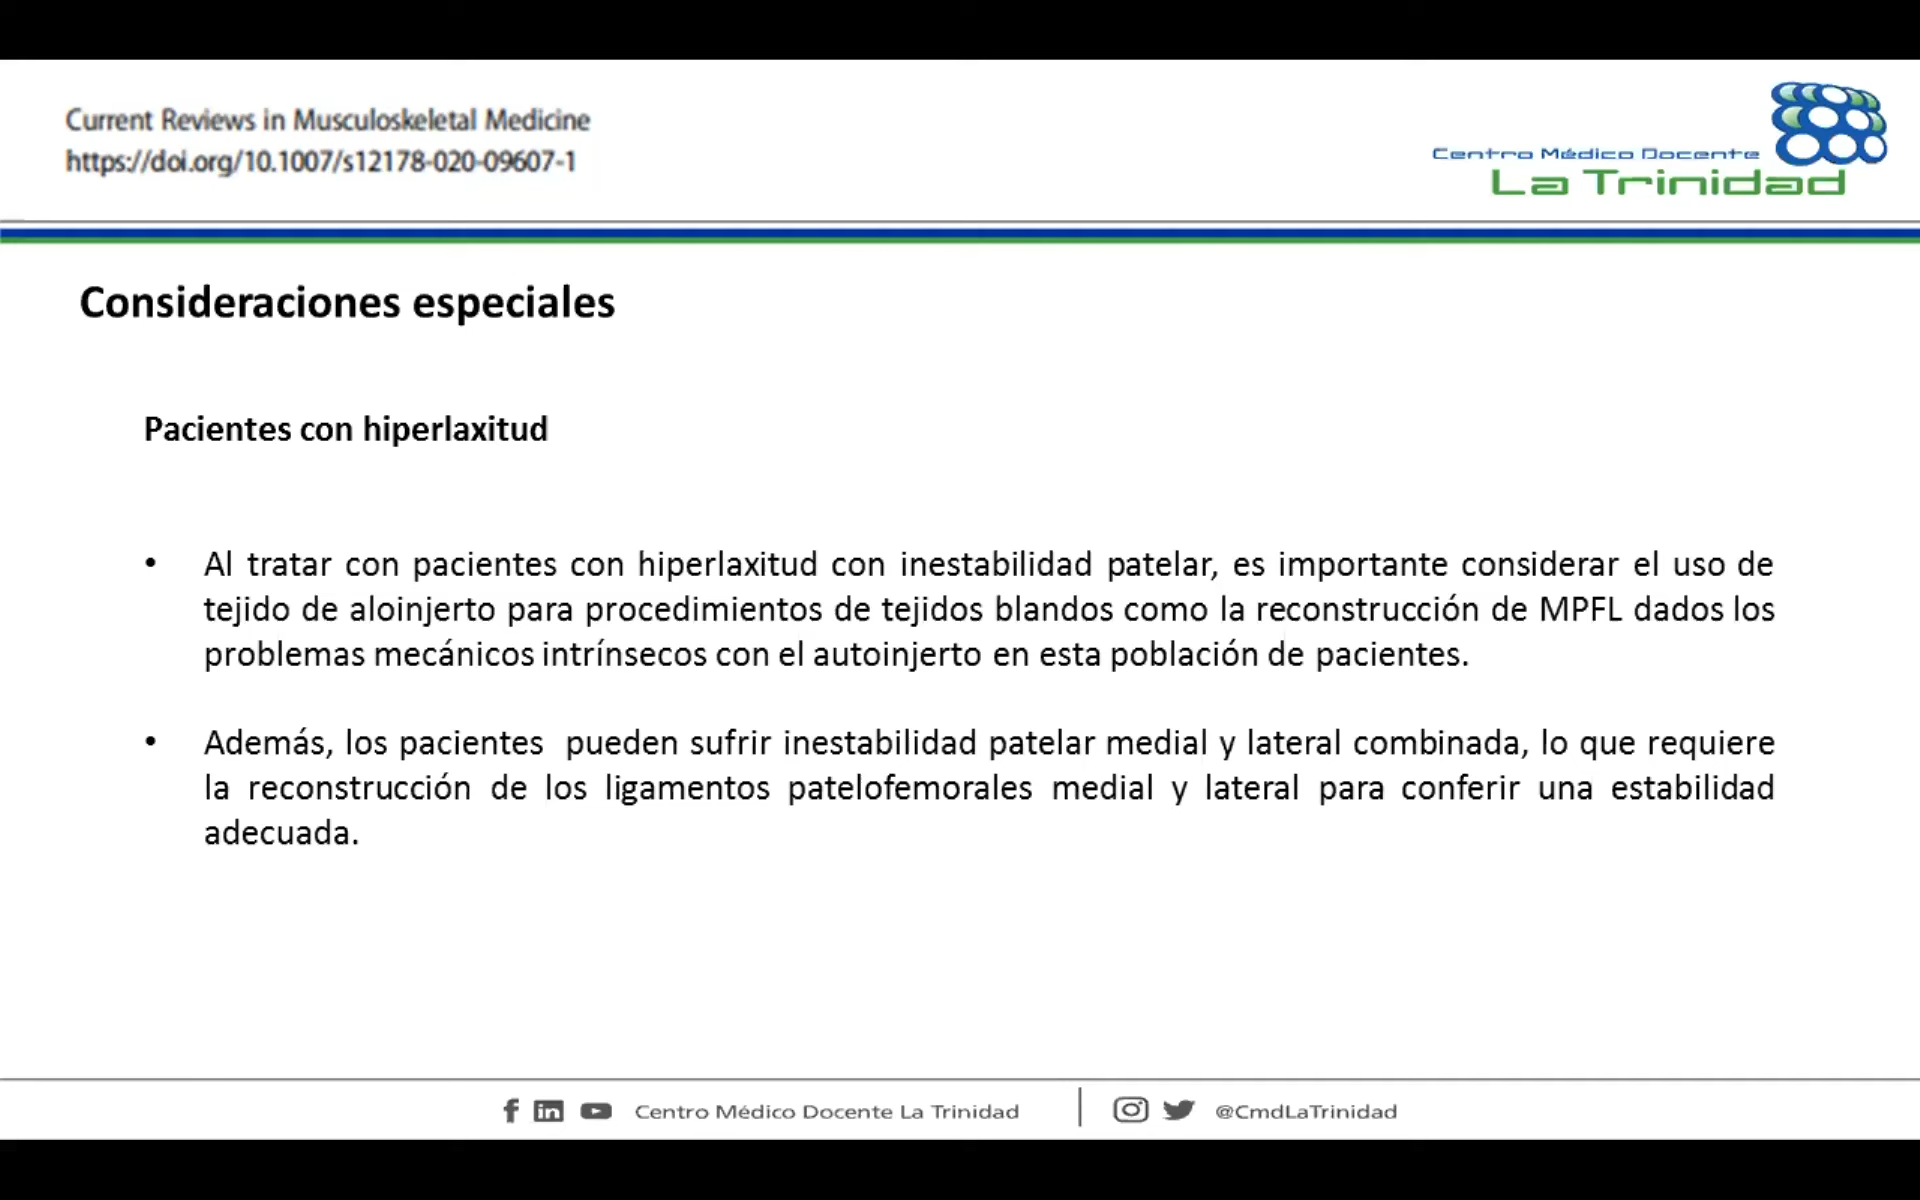 Current Reviews in Musculoskeletal Medicine
https://doi.org/10.1007/s12178-020-09607-1
Centro Médico Docente
La Trinidad
Consideraciones especiales
Pacientes con hiperlaxitud
• Al tratar con pacientes con hiperlaxitud con inestabilidad patelar, es importante considerar el uso de
tejido de aloinjerto para procedimientos de tejidos blandos como la reconstrucción de MPFL dados los
problemas mecánicos intrínsecos con el autoinjerto en esta población de pacientes.
• Además, los pacientes pueden sufrir inestabilidad patelar medial y lateral combinada, lo que requiere
la reconstrucción de los ligamentos patelofemorales medial y lateral para conferir una estabilidad
adecuada.
Centro Médico Docente La Trinidad
@CmdLaTrinidad